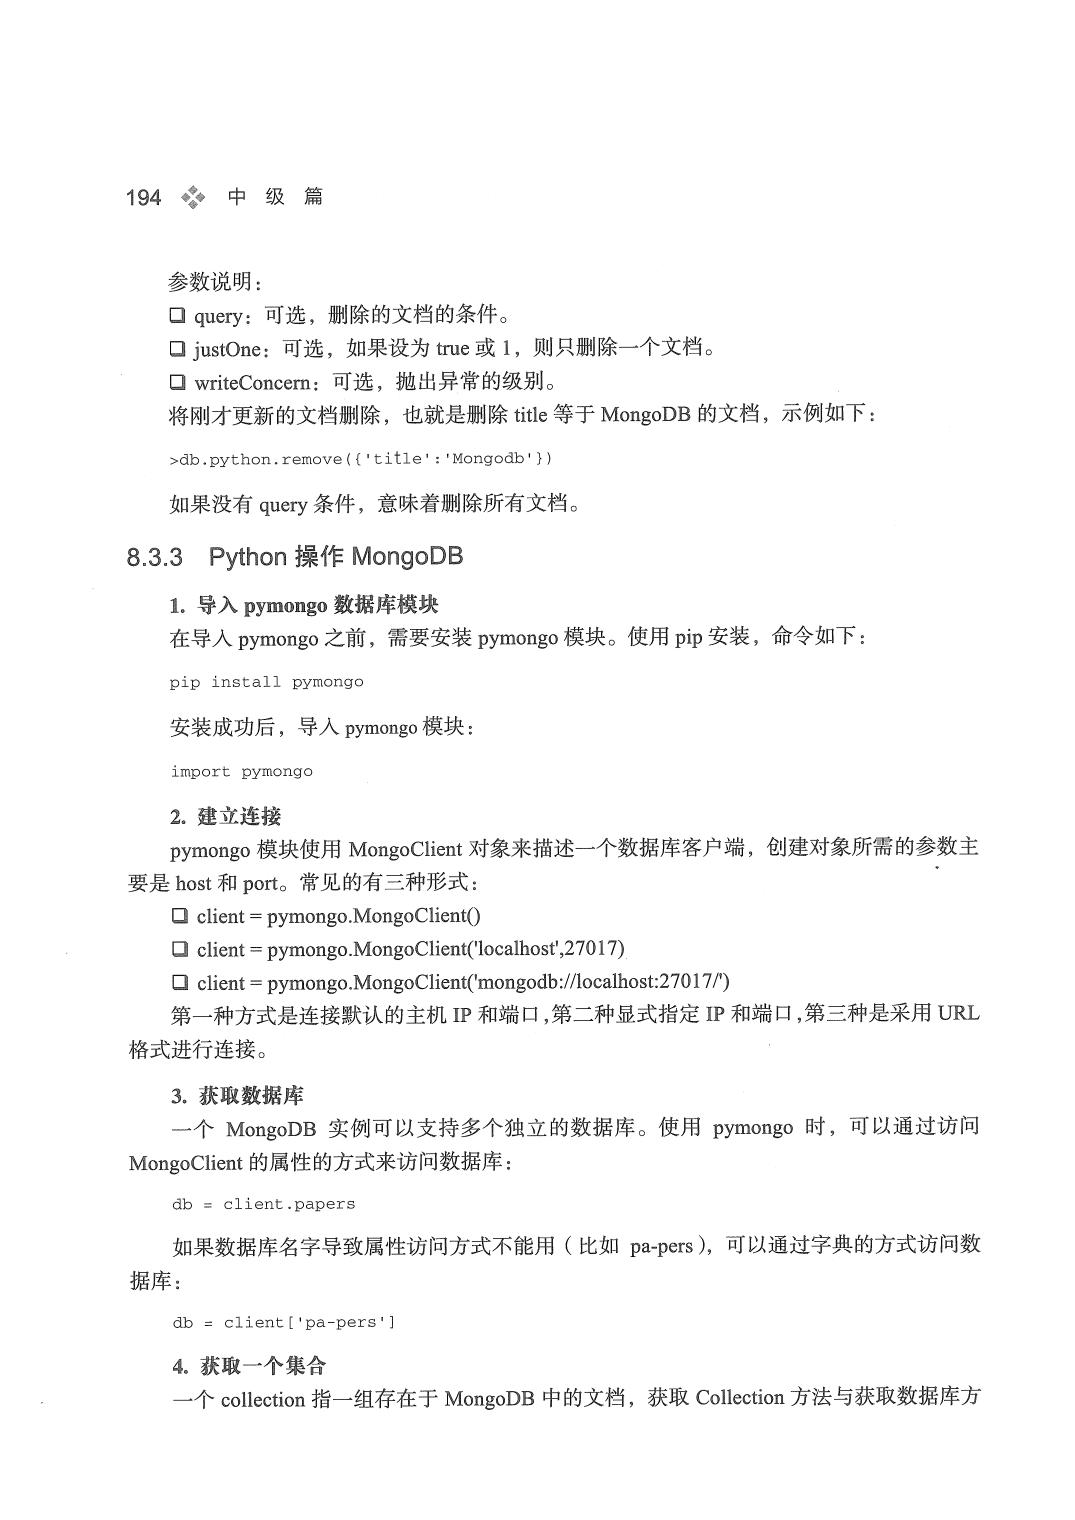 194 中 级 篇
参数说明：
❑ query：可选，删除的文档的条件。
❑ justOne：可选，如果设为 true 或 1，则只删除一个文档。
❑ writeConcern：可选，抛出异常的级别。
将刚才更新的文档删除，也就是删除 title 等于 MongoDB 的文档，示例如下：
>db.python.remove({'title':'Mongodb'})
如果没有 query 条件，意味着删除所有文档。
8.3.3 Python 操作 MongoDB
1. 导入 pymongo 数据库模块
在导入 pymongo 之前，需要安装 pymongo 模块。使用 pip 安装，命令如下：
pip install pymongo
安装成功后，导入 pymongo 模块：
import pymongo
2. 建立连接
pymongo 模块使用 MongoClient 对象来描述一个数据库客户端，创建对象所需的参数主
要是 host 和 port。常见的有三种形式：
❑ client = pymongo.MongoClient()
❑ client = pymongo.MongoClient('localhost',27017)
❑ client = pymongo.MongoClient('mongodb://localhost:27017/')
第一种方式是连接默认的主机 IP 和端口，第二种显式指定 IP 和端口，第三种是采用 URL
格式进行连接。
3. 获取数据库
一个 MongoDB 实例可以支持多个独立的数据库。使用 pymongo 时，可以通过访问
MongoClient 的属性的方式来访问数据库：
db = client.papers
如果数据库名字导致属性访问方式不能用（比如 pa-pers），可以通过字典的方式访问数
据库：
db = client['pa-pers']
4. 获取一个集合
一个 collection 指一组存在于 MongoDB 中的文档，获取 Collection 方法与获取数据库方